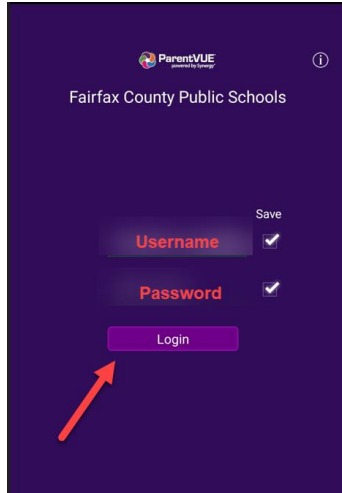 ParentVUE
powered by Synergy
Fairfax County Public Schools
Save
Username
Password
Login